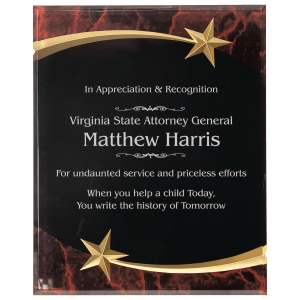 In Appreciation & Recognition
Virginia State Attorney General
Matthew Harris
For undaunted service and priceless efforts
When you help a child Today,
You write the history of Tomorrow